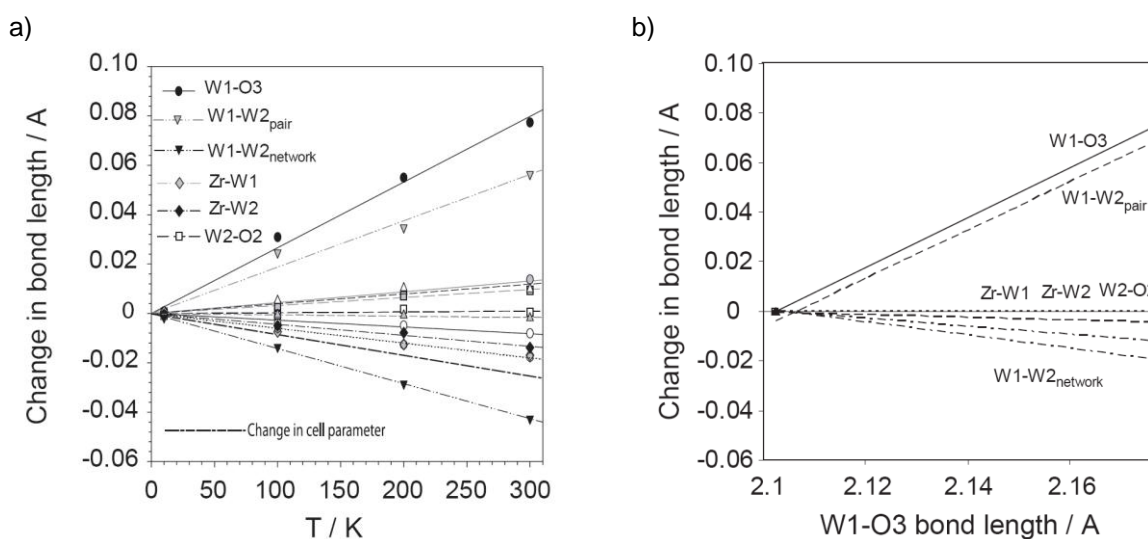 a)
0.10
0.08
0.06
0.04
0.02
0
-0.02
-0.04
-0.06
Change in bond length / A
W1-O3
W1-W2pair
W1-W2network
Zr-W1
Zr-W2
W2-O2
Change in cell parameter
0 50 100 150 200 250 300
T / K
b)
0.10
0.08
0.06
0.04
0.02
0
-0.02
-0.04
-0.06
Change in bond length / A
W1-O3
W1-W2pair
Zr-W1 Zr-W2 W2-O2
W1-W2network
2.1 2.12 2.14 2.16
W1-O3 bond length / A